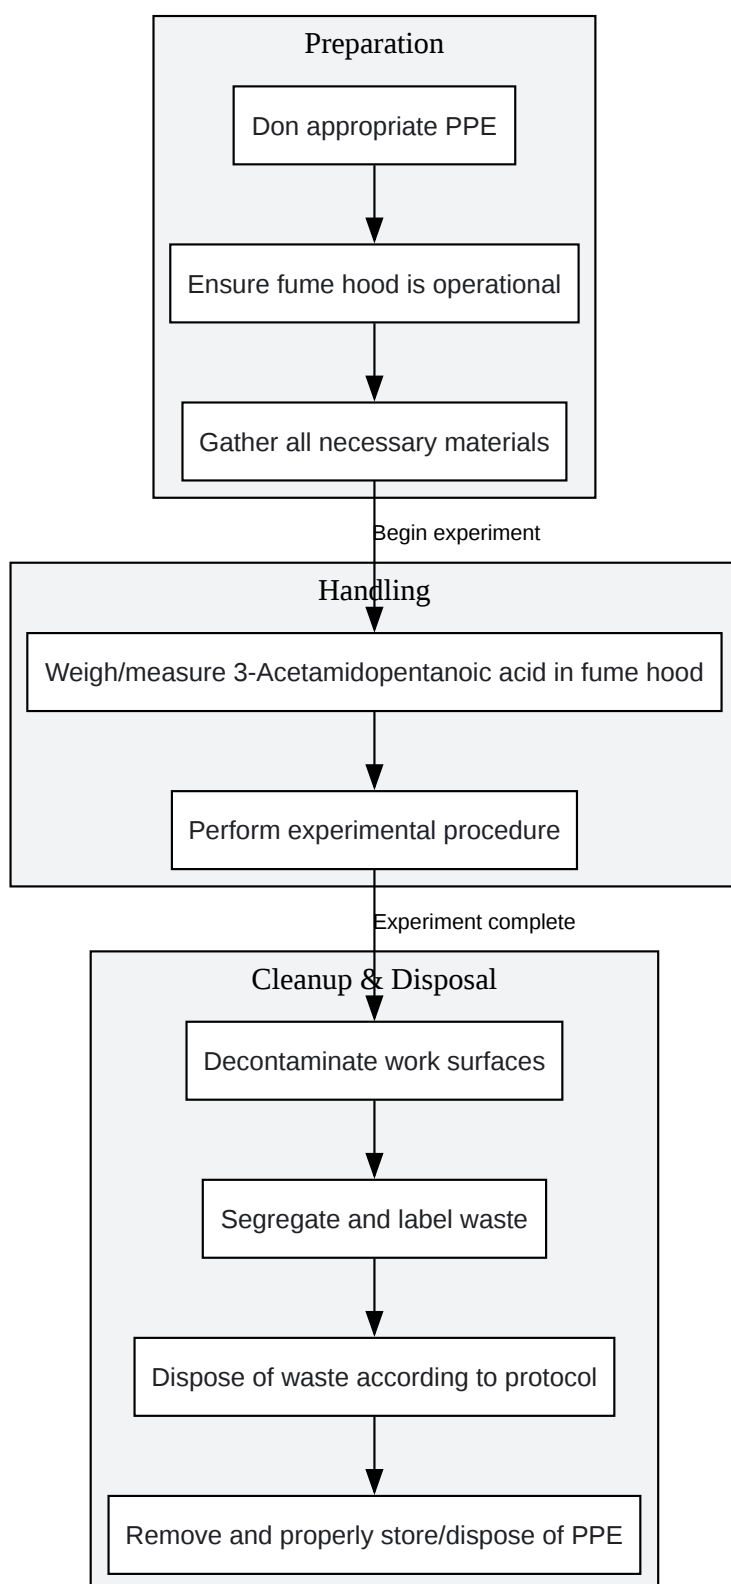 Preparation
Don appropriate PPE
Ensure fume hood is operational
Gather all necessary materials
Begin experiment
Handling
Weigh/measure 3-Acetamidopentanoic acid in fume hood
Perform experimental procedure
Experiment complete
Cleanup & Disposal
Decontaminate work surfaces
Segregate and label waste
Dispose of waste according to protocol
Remove and properly store/dispose of PPE